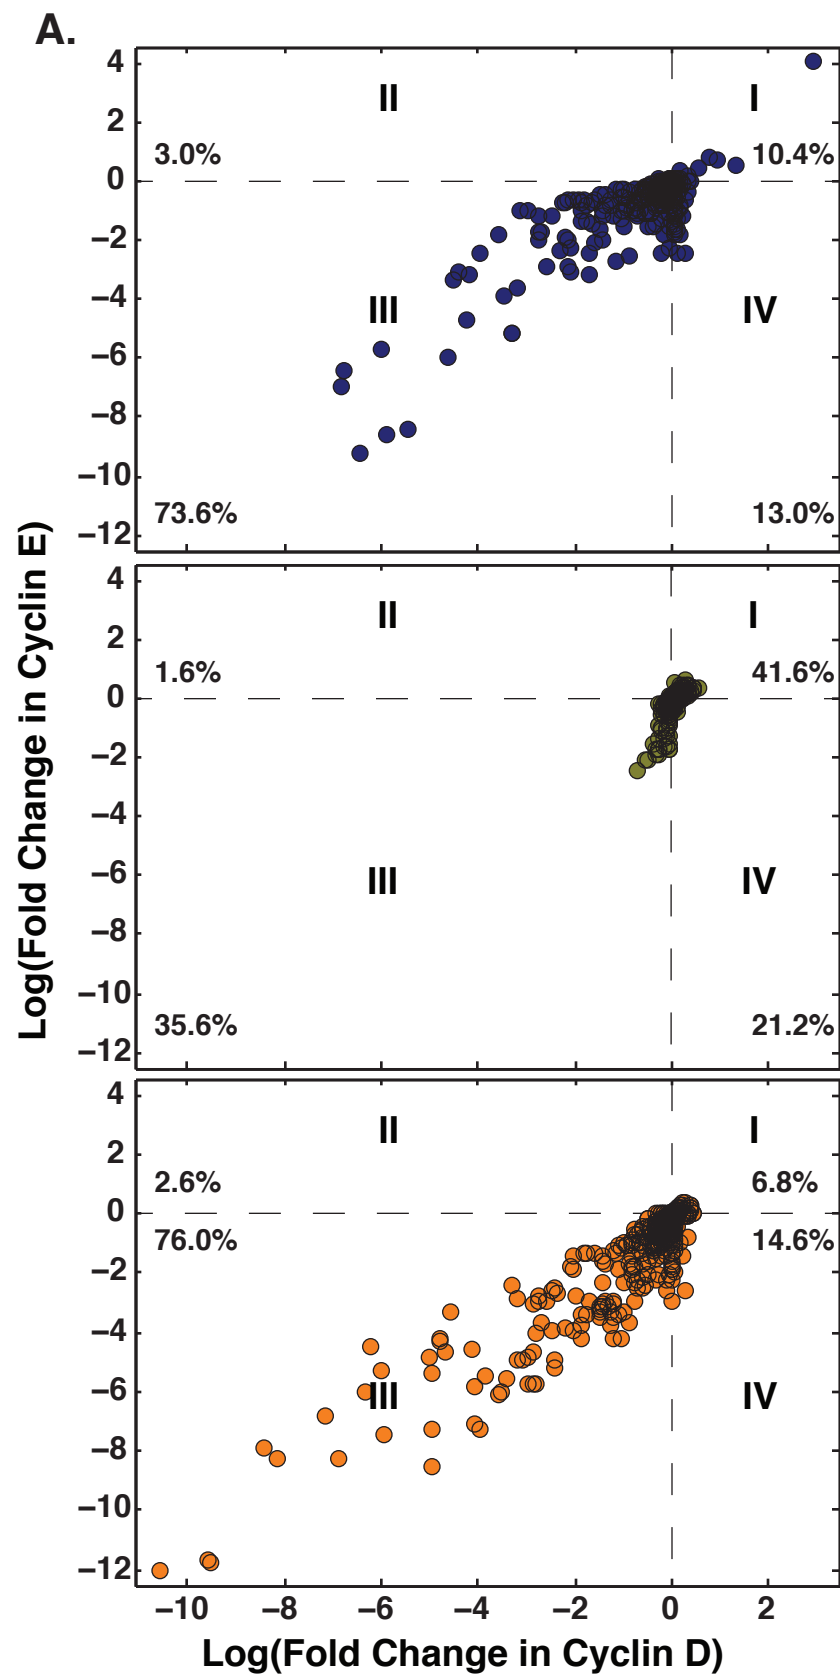 A.
4
II
I
2
3.0%
10.4%
0
−2
−4
III
IV
−6
−8
−10
73.6%
13.0%
−12
4
II
I
2
1.6%
41.6%
0
−2
−4
−6
III
IV
−8
−10
35.6%
21.2%
−12
4
II
I
2
2.6%
6.8%
0
76.0%
14.6%
−2
−4
−6
III
IV
−8
−10
−12
−10 −8 −6 −4 −2 0 2
Log(Fold Change in Cyclin D)
Log(Fold Change in Cyclin E)